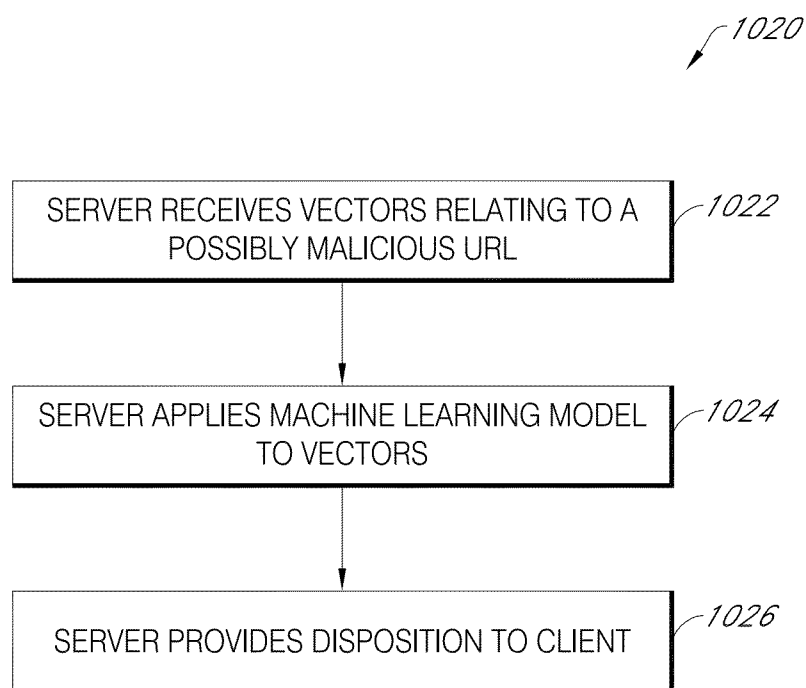 1020
SERVER RECEIVES VECTORS RELATING TO A
POSSIBLY MALICIOUS URL
1022
SERVER APPLIES MACHINE LEARNING MODEL
TO VECTORS
1024
SERVER PROVIDES DISPOSITION TO CLIENT
1026